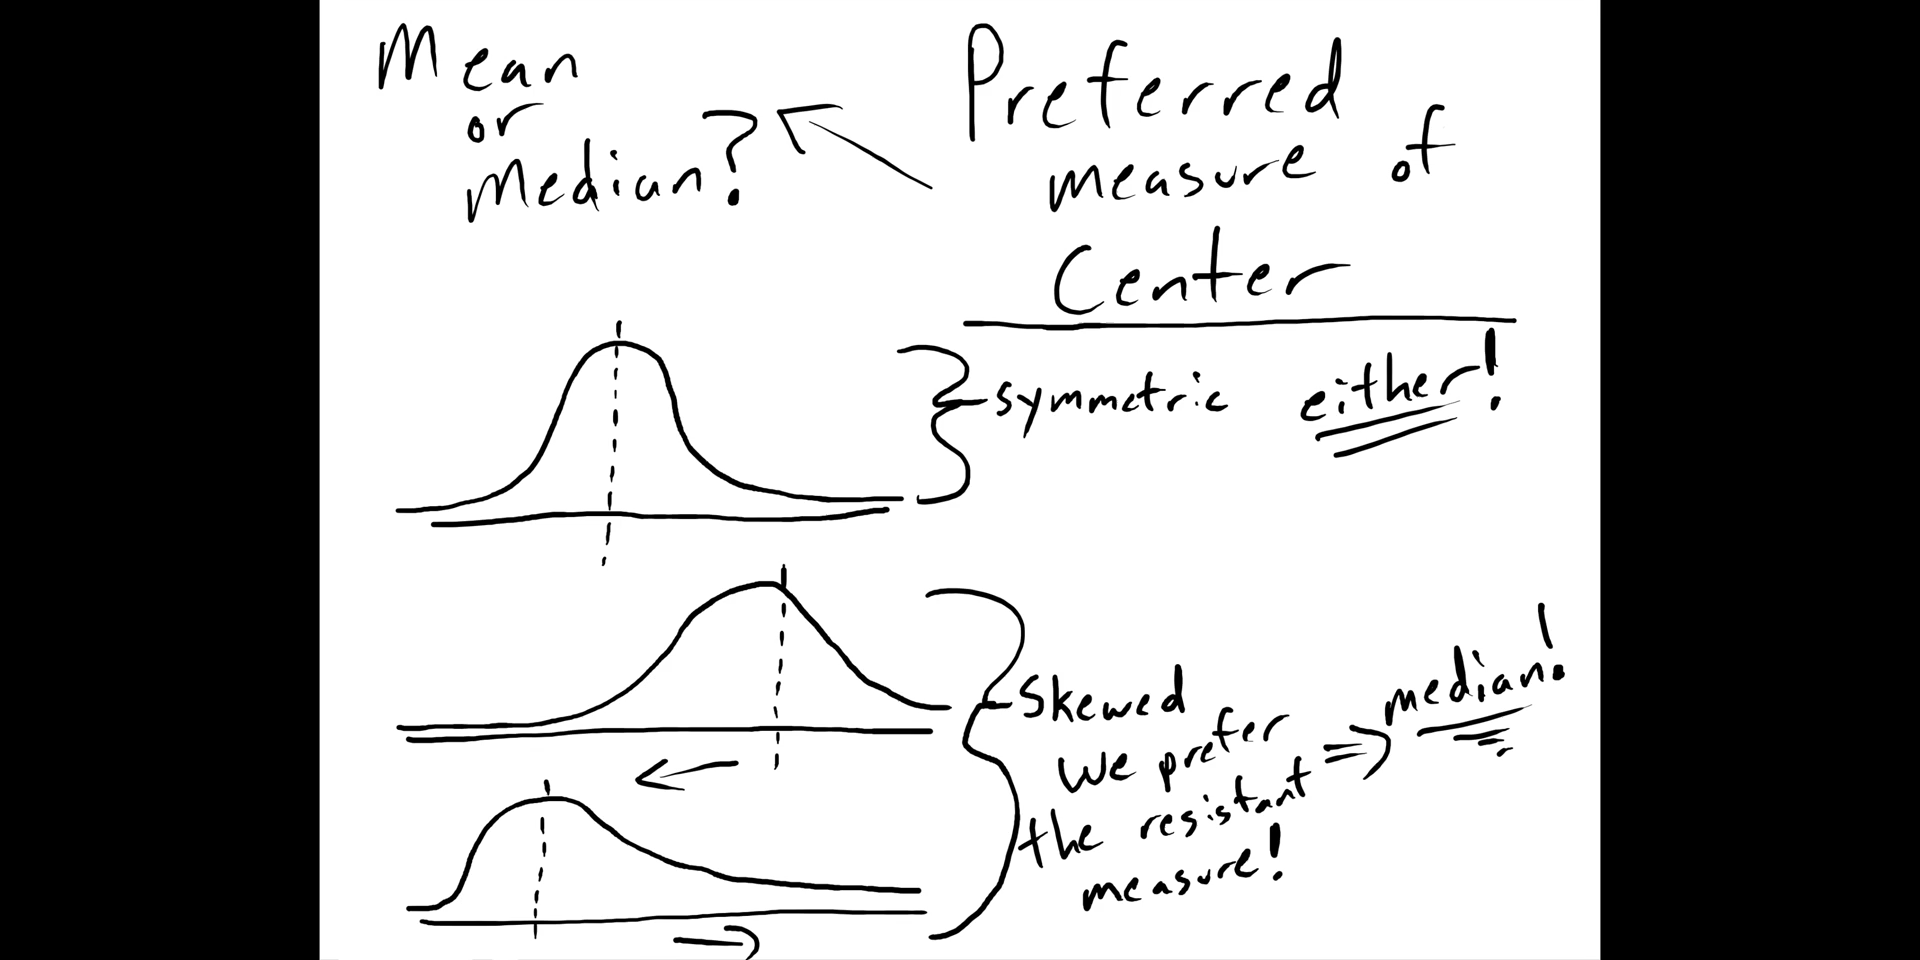 Mean
or
Median?
Preferred
measure of
Center
symmetric either!
Skewed
We prefer
the resistant
measure!
⇒ median!